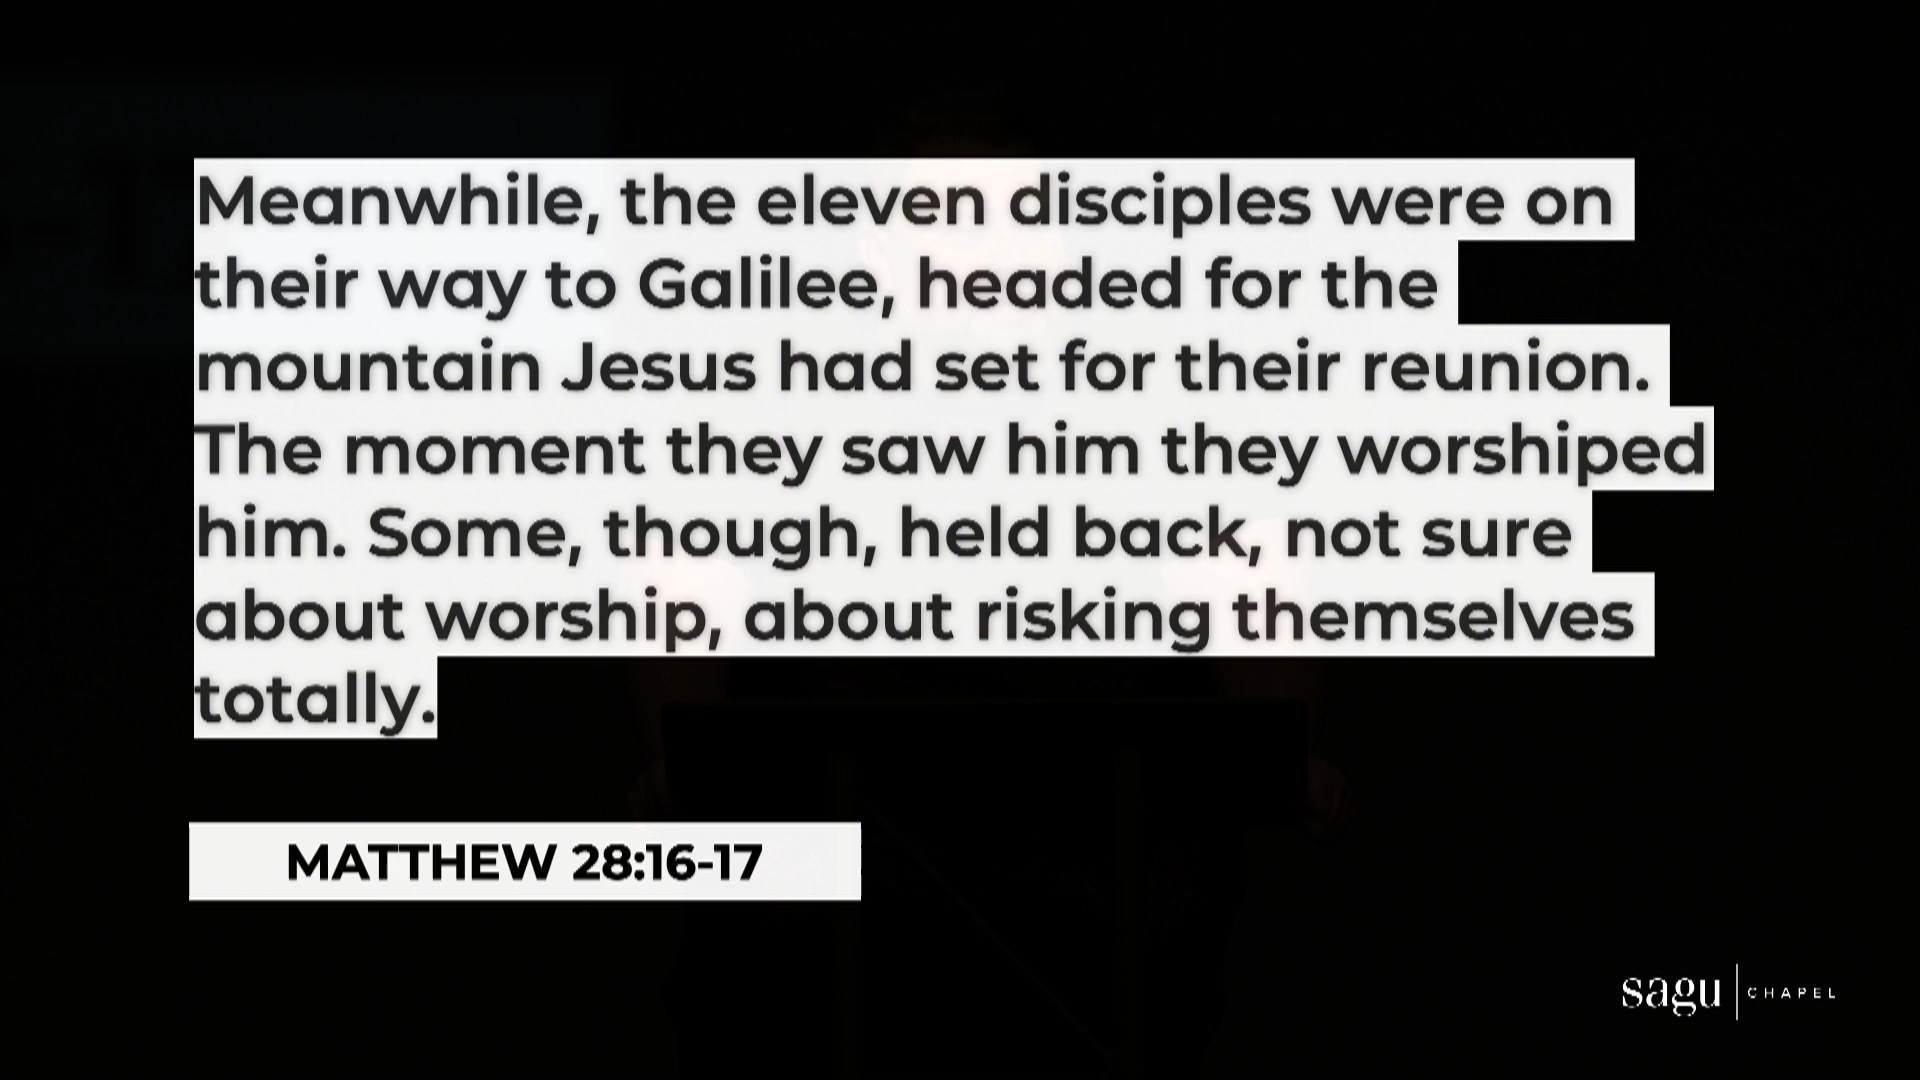 Meanwhile, the eleven disciples were on
their way to Galilee, headed for the
mountain Jesus had set for their reunion.
The moment they saw him they worshiped
him. Some, though, held back, not sure
about worship, about risking themselves
totally.
MATTHEW 28:16-17
sagu | CHAPEL